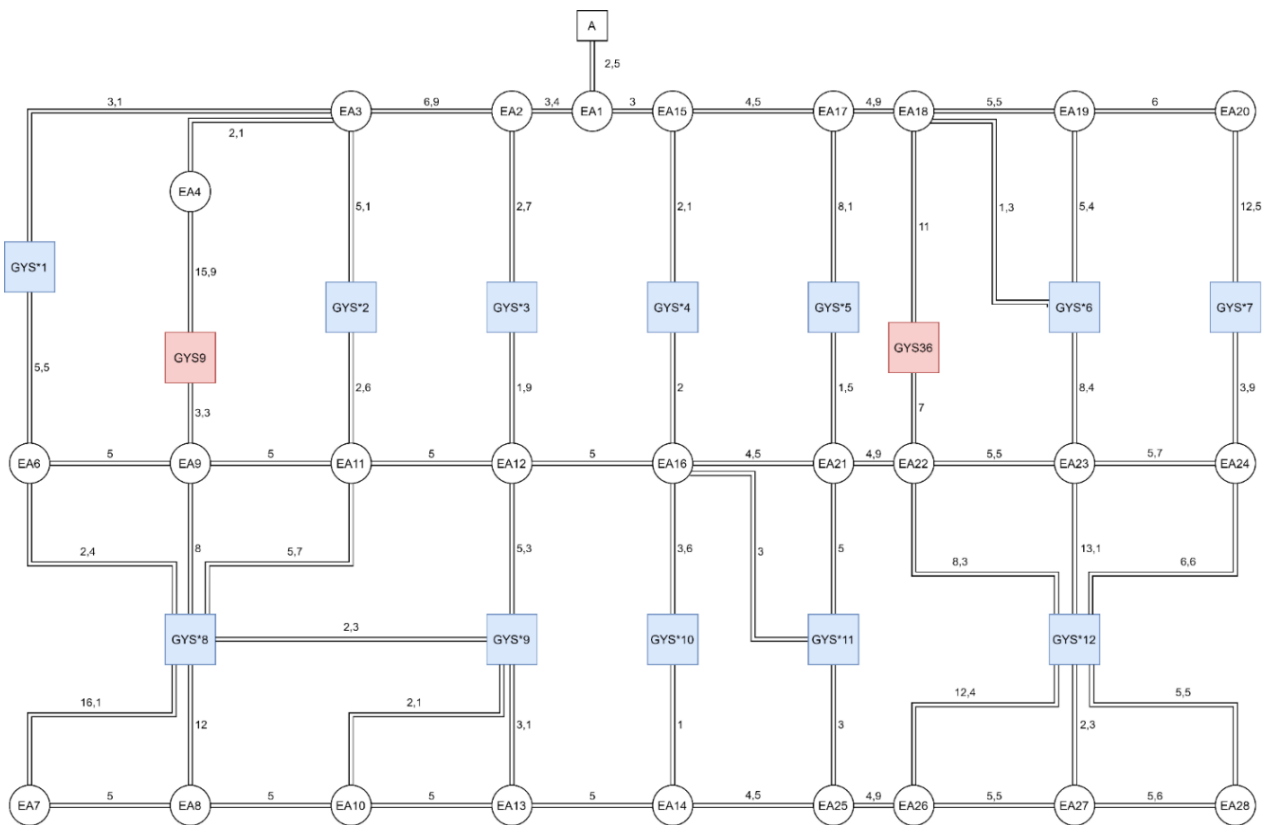 A
2,5
3,1
EA3
6,9
EA2
3,4
EA1
3
EA15
4,5
EA17
4,9
EA18
5,5
EA19
6
EA20
2,1
EA4
5,1
2,7
2,1
8,1
11
1,3
5,4
12,5
GYS*1
15,9
GYS*2
GYS*3
GYS*4
GYS*5
GYS36
GYS*6
GYS*7
GYS9
5,5
3,3
2,6
1,9
2
1,5
7
8,4
3,9
EA6
5
EA9
5
EA11
5
EA12
5
EA16
4,5
EA21
4,9
EA22
5,5
EA23
5,7
EA24
2,4
8
5,7
5,3
3,6
3
5
8,3
13,1
6,6
GYS*8
2,3
GYS*9
GYS*10
GYS*11
GYS*12
16,1
12
2,1
3,1
1
3
12,4
2,3
5,5
EA7
5
EA8
5
EA10
5
EA13
5
EA14
4,5
EA25
4,9
EA26
5,5
EA27
5,6
EA28